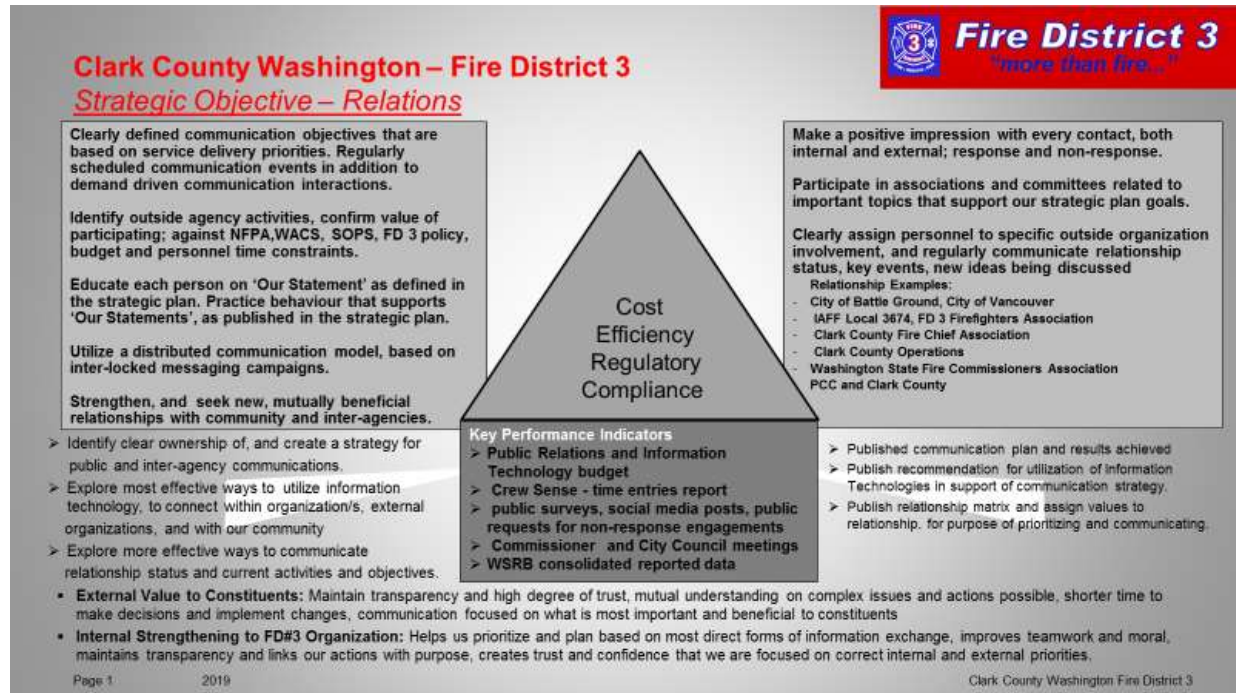 Fire District 3
"more than fire..."
Clark County Washington – Fire District 3
Strategic Objective – Relations
Clearly defined communication objectives that are
based on service delivery priorities. Regularly
scheduled communication events in addition to
demand driven communication interactions.
Identify outside agency activities, confirm value of
participating; against NFPA,WACS, SOPS, FD 3 policy,
budget and personnel time constraints.
Educate each person on ‘Our Statement’ as defined in
the strategic plan. Practice behaviour that supports
‘Our Statements’, as published in the strategic plan.
Utilize a distributed communication model, based on
inter-locked messaging campaigns.
Strengthen, and seek new, mutually beneficial
relationships with community and inter-agencies.
➢ Identify clear ownership of, and create a strategy for
public and inter-agency communications.
➢ Explore most effective ways to utilize information
technology, to connect within organization/s, external
organizations, and with our community
➢ Explore more effective ways to communicate
relationship status and current activities and objectives.
Cost
Efficiency
Regulatory
Compliance
Key Performance Indicators
➢ Public Relations and Information
Technology budget
➢ Crew Sense - time entries report
➢ public surveys, social media posts, public
requests for non-response engagements
➢ Commissioner and City Council meetings
➢ WSRB consolidated reported data
Make a positive impression with every contact, both
internal and external; response and non-response.
Participate in associations and committees related to
important topics that support our strategic plan goals.
Clearly assign personnel to specific outside organization
involvement, and regularly communicate relationship
status, key events, new ideas being discussed
Relationship Examples:
- City of Battle Ground, City of Vancouver
- IAFF Local 3674, FD 3 Firefighters Association
- Clark County Fire Chief Association
- Clark County Operations
- Washington State Fire Commissioners Association
PCC and Clark County
➢ Published communication plan and results achieved
➢ Publish recommendation for utilization of Information
Technologies in support of communication strategy.
➢ Publish relationship matrix and assign values to
relationship. for purpose of prioritizing and communicating.
▪ External Value to Constituents: Maintain transparency and high degree of trust, mutual understanding on complex issues and actions possible, shorter time to
make decisions and implement changes, communication focused on what is most important and beneficial to constituents
▪ Internal Strengthening to FD#3 Organization: Helps us prioritize and plan based on most direct forms of information exchange, improves teamwork and moral,
maintains transparency and links our actions with purpose, creates trust and confidence that we are focused on correct internal and external priorities.
Page 1 2019 Clark County Washington Fire District 3